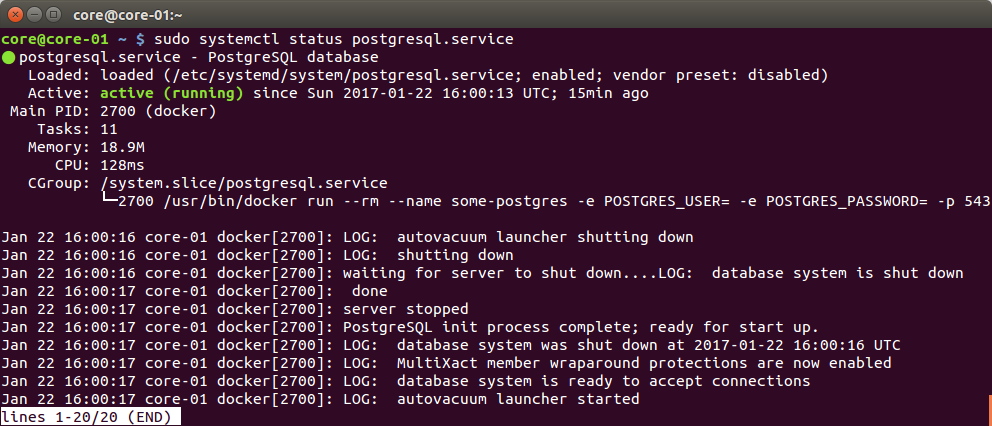 core@core-01:~
core@core-01 ~ $ sudo systemctl status postgresql.service
● postgresql.service - PostgreSQL database
   Loaded: loaded (/etc/systemd/system/postgresql.service; enabled; vendor preset: disabled)
   Active: active (running) since Sun 2017-01-22 16:00:13 UTC; 15min ago
 Main PID: 2700 (docker)
    Tasks: 11
   Memory: 18.9M
      CPU: 128ms
   CGroup: /system.slice/postgresql.service
           └─2700 /usr/bin/docker run --rm --name some-postgres -e POSTGRES_USER= -e POSTGRES_PASSWORD= -p 543
Jan 22 16:00:16 core-01 docker[2700]: LOG:  autovacuum launcher shutting down
Jan 22 16:00:16 core-01 docker[2700]: LOG:  shutting down
Jan 22 16:00:16 core-01 docker[2700]: waiting for server to shut down....LOG:  database system is shut down
Jan 22 16:00:17 core-01 docker[2700]:  done
Jan 22 16:00:17 core-01 docker[2700]: server stopped
Jan 22 16:00:17 core-01 docker[2700]: PostgreSQL init process complete; ready for start up.
Jan 22 16:00:17 core-01 docker[2700]: LOG:  database system was shut down at 2017-01-22 16:00:16 UTC
Jan 22 16:00:17 core-01 docker[2700]: LOG:  MultiXact member wraparound protections are now enabled
Jan 22 16:00:17 core-01 docker[2700]: LOG:  database system is ready to accept connections
Jan 22 16:00:17 core-01 docker[2700]: LOG:  autovacuum launcher started
lines 1-20/20 (END)